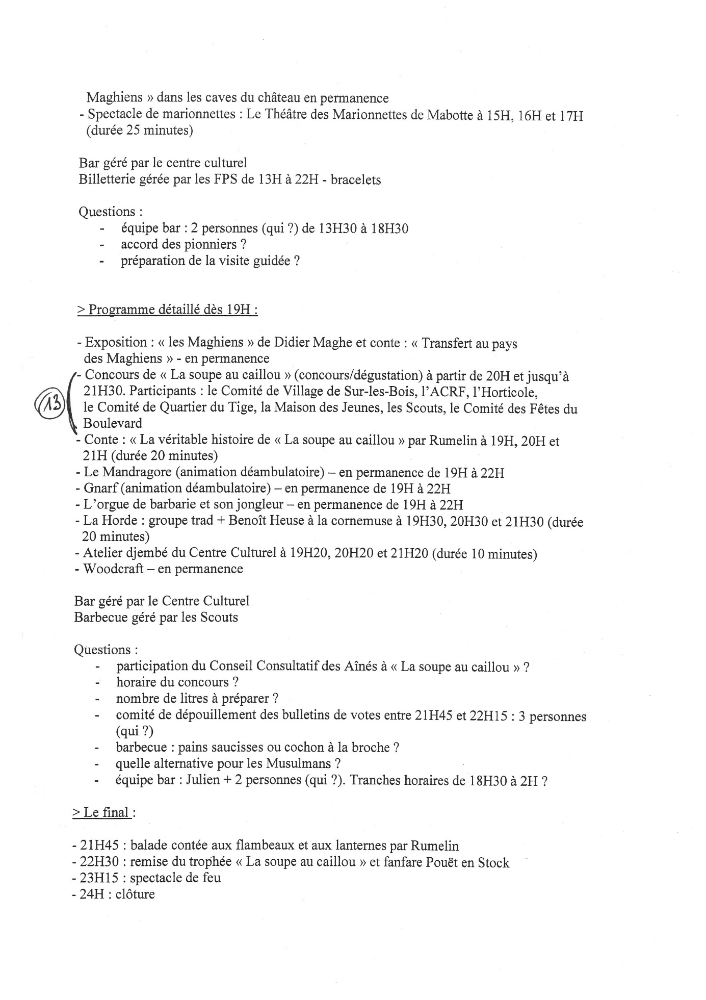 Maghiens » dans les caves du château en permanence
- Spectacle de marionnettes : Le Théâtre des Marionnettes de Mabotte à 15H, 16H et 17H
(durée 25 minutes)
Bar géré par le centre culturel
Billetterie gérée par les FPS de 13H à 22H - bracelets
Questions :
- équipe bar : 2 personnes (qui ?) de 13H30 à 18H30
- accord des pionniers ?
- préparation de la visite guidée ?
> Programme détaillé dès 19H :
- Exposition : « les Maghiens » de Didier Maghe et conte : « Transfert au pays
des Maghiens » - en permanence
- Concours de « La soupe au caillou » (concours/dégustation) à partir de 20H et jusqu'à
21H30. Participants : le Comité de Village de Sur-les-Bois, l'ACRF, l'Horticole,
13 le Comité de Quartier du Tige, la Maison des Jeunes, les Scouts, le Comité des Fêtes du
Boulevard
- Conte : « La véritable histoire de « La soupe au caillou » par Rumelin à 19H, 20H et
21H (durée 20 minutes)
- Le Mandragore (animation déambulatoire) – en permanence de 19H à 22H
- Gnarf (animation déambulatoire) – en permanence de 19H à 22H
- L'orgue de barbarie et son jongleur – en permanence de 19H à 22H
- La Horde : groupe trad + Benoît Heuse à la cornemuse à 19H30, 20H30 et 21H30 (durée
20 minutes)
- Atelier djembé du Centre Culturel à 19H20, 20H20 et 21H20 (durée 10 minutes)
- Woodcraft – en permanence
Bar géré par le Centre Culturel
Barbecue géré par les Scouts
Questions :
- participation du Conseil Consultatif des Aînés à « La soupe au caillou » ?
- horaire du concours ?
- nombre de litres à préparer ?
- comité de dépouillement des bulletins de votes entre 21H45 et 22H15 : 3 personnes
(qui ?)
- barbecue : pains saucisses ou cochon à la broche ?
- quelle alternative pour les Musulmans ?
- équipe bar : Julien + 2 personnes (qui ?). Tranches horaires de 18H30 à 2H ?
> Le final :
- 21H45 : balade contée aux flambeaux et aux lanternes par Rumelin
- 22H30 : remise du trophée « La soupe au caillou » et fanfare Pouët en Stock
- 23H15 : spectacle de feu
- 24H : clôture